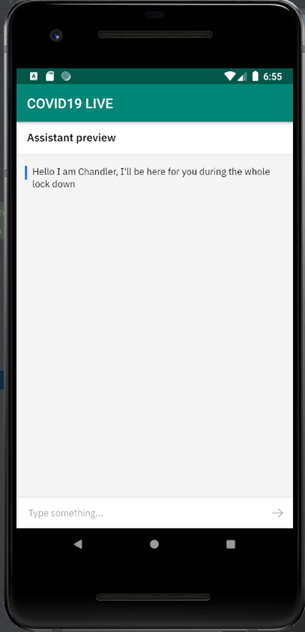 6:55
COVID19 LIVE
Assistant preview
Hello I am Chandler, I'll be here for you during the whole
lock down
Type something...